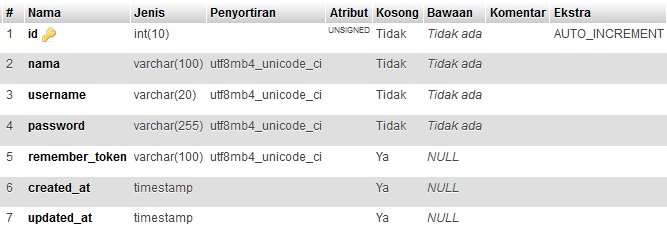 # Nama Jenis Penyortiran Atribut Kosong Bawaan Komentar Ekstra
1 id int(10) UNSIGNED Tidak Tidak ada AUTO_INCREMENT
2 nama varchar(100) utf8mb4_unicode_ci Tidak Tidak ada
3 username varchar(20) utf8mb4_unicode_ci Tidak Tidak ada
4 password varchar(255) utf8mb4_unicode_ci Tidak Tidak ada
5 remember_token varchar(100) utf8mb4_unicode_ci Ya NULL
6 created_at timestamp Ya NULL
7 updated_at timestamp Ya NULL